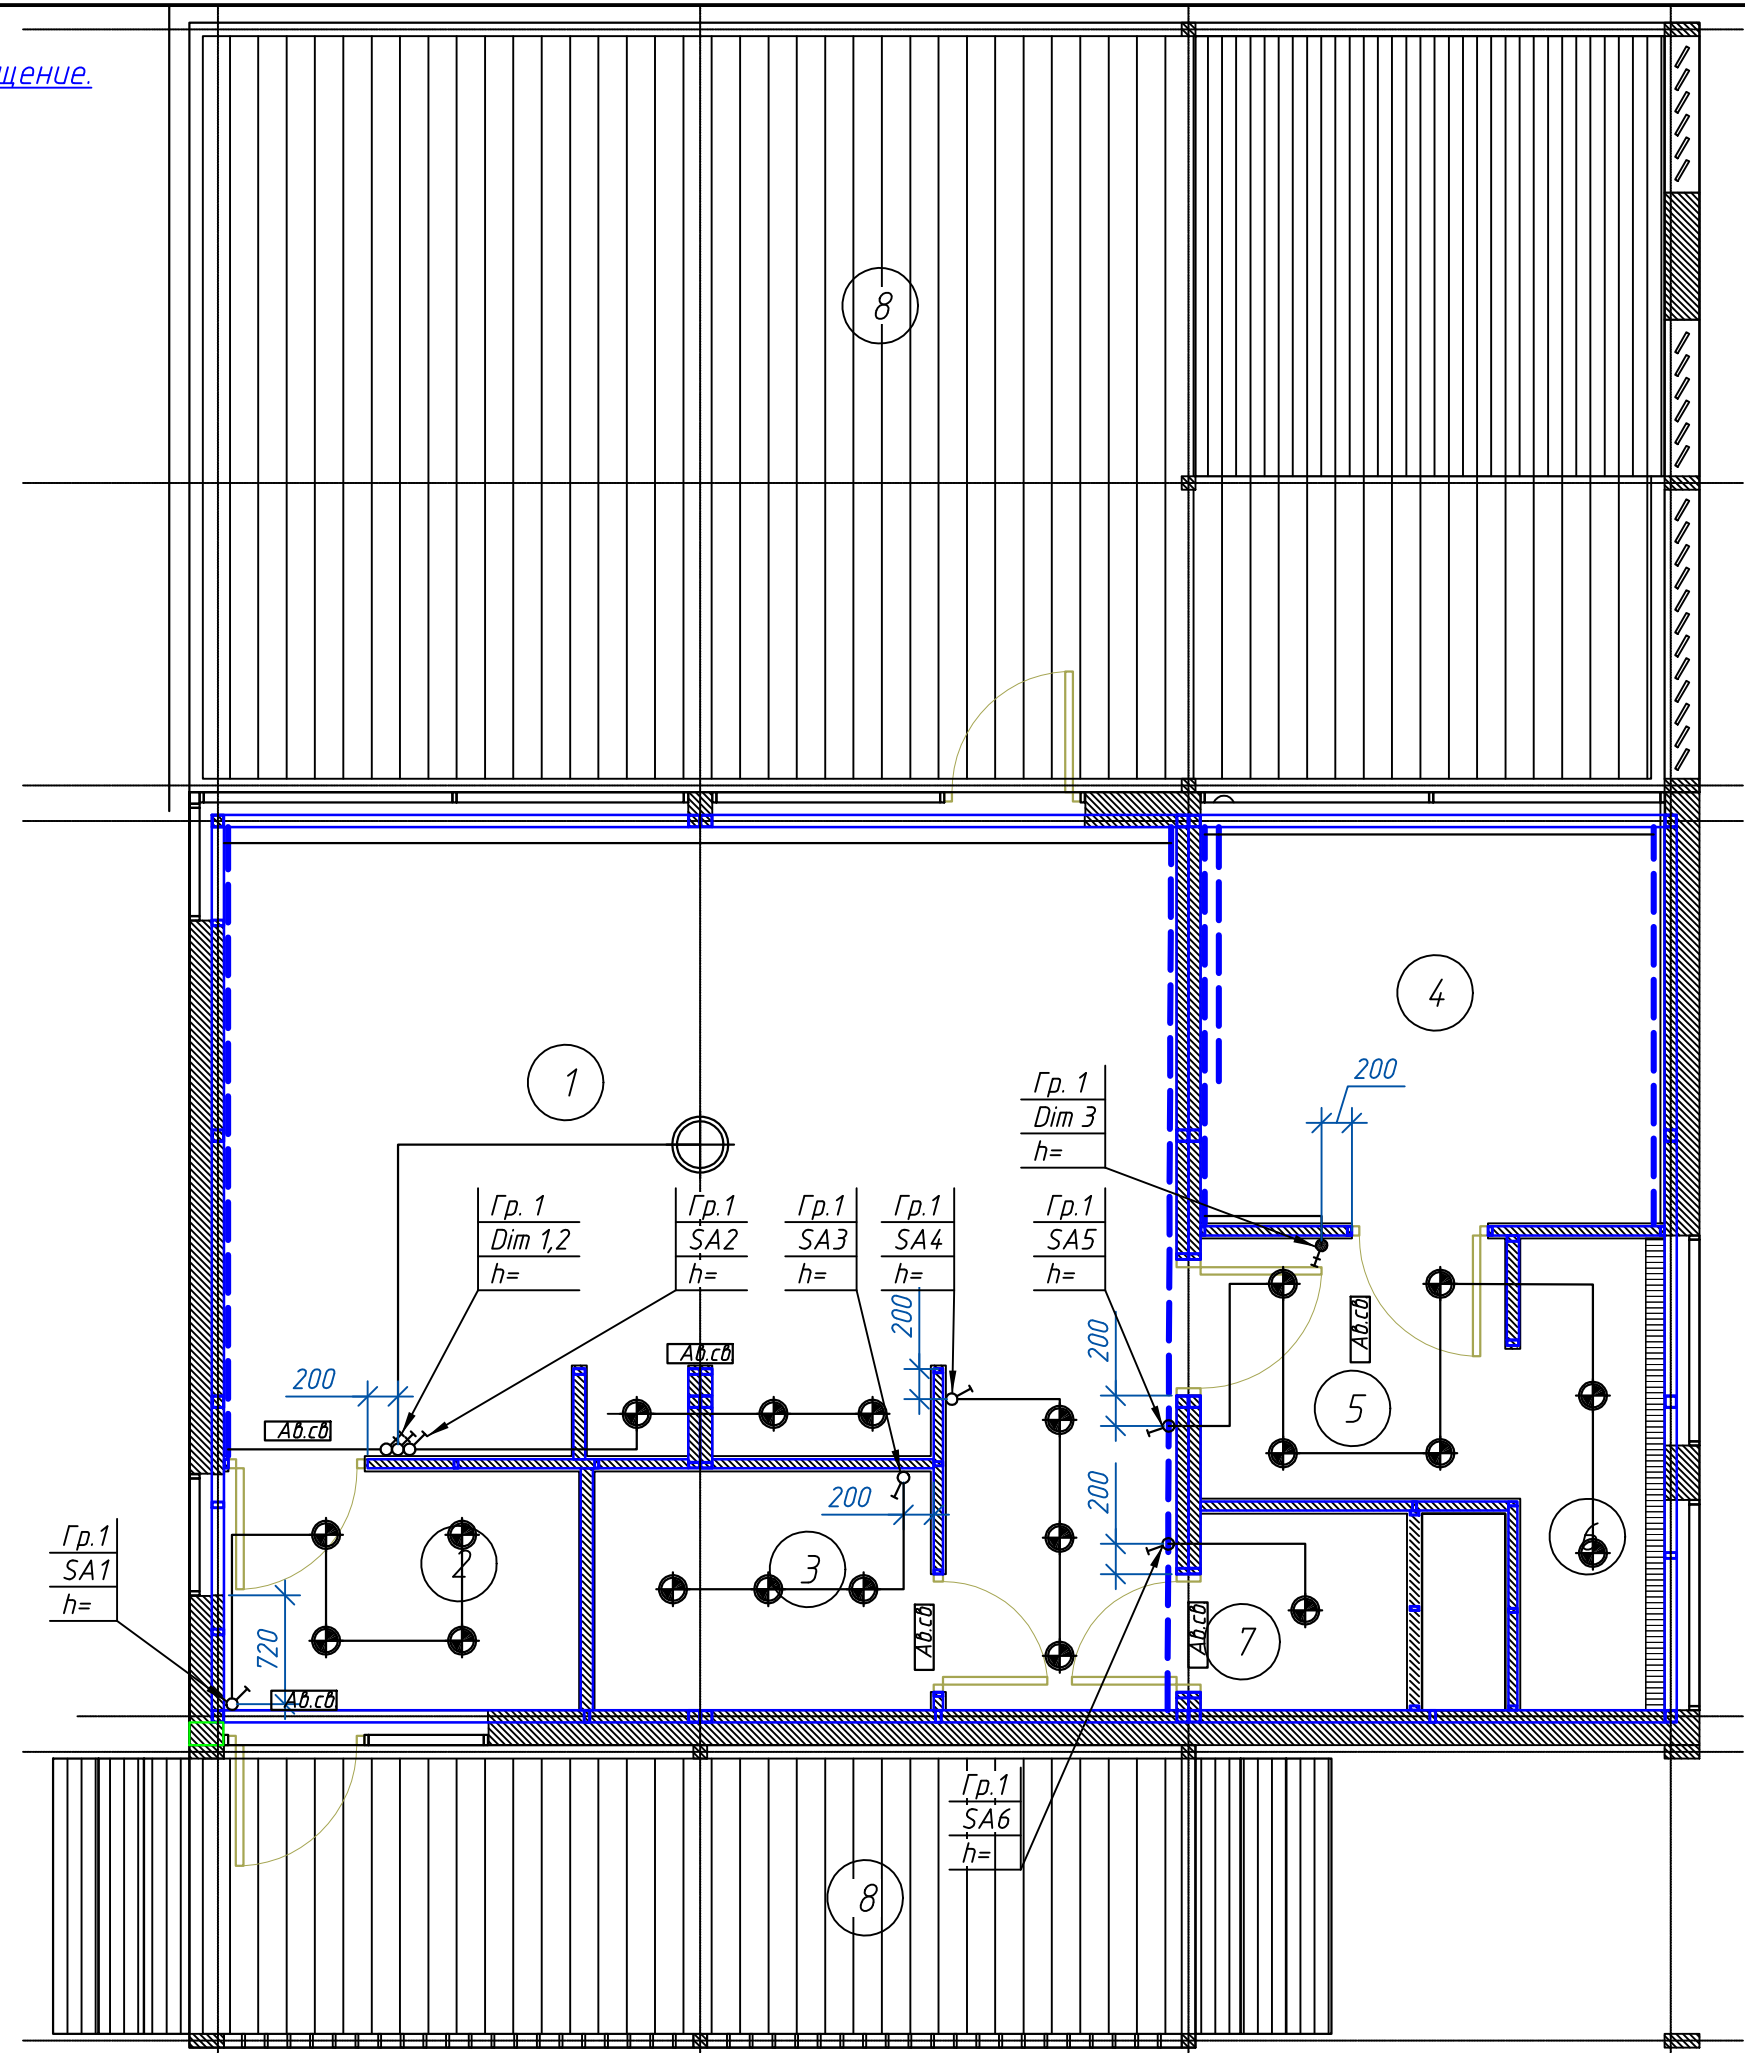 щение.
8
1
4
200
Гр. 1
Dim 3
h=
Гр. 1
Dim 1,2
h=
Гр.1
SA2
h=
Гр.1
SA3
h=
Гр.1
SA4
h=
Гр.1
SA5
h=
200
200
Ав.св
Ав.св
200
Ав.св
5
200
200
Гр.1
SA1
h=
2
3
6
720
Ав.св
Ав.св
Ав.св
7
Гр.1
SA6
h=
8